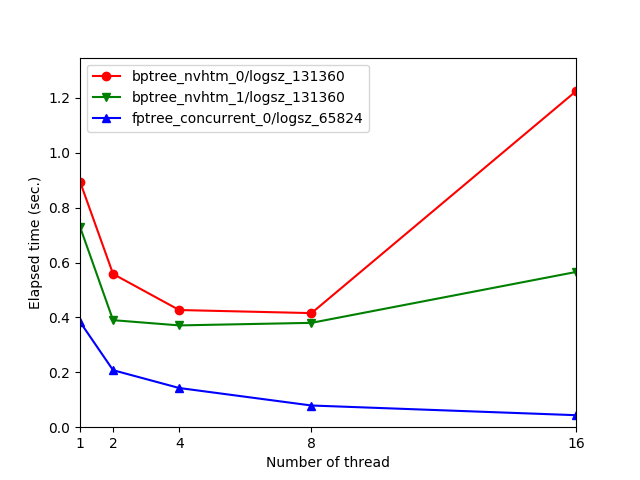 bptree_nvhtm_0/logsz_131360
bptree_nvhtm_1/logsz_131360
fptree_concurrent_0/logsz_65824
1.2
1.0
0.8
0.6
0.4
0.2
0.0
Elapsed time (sec.)
1 2 4 8 16
Number of thread